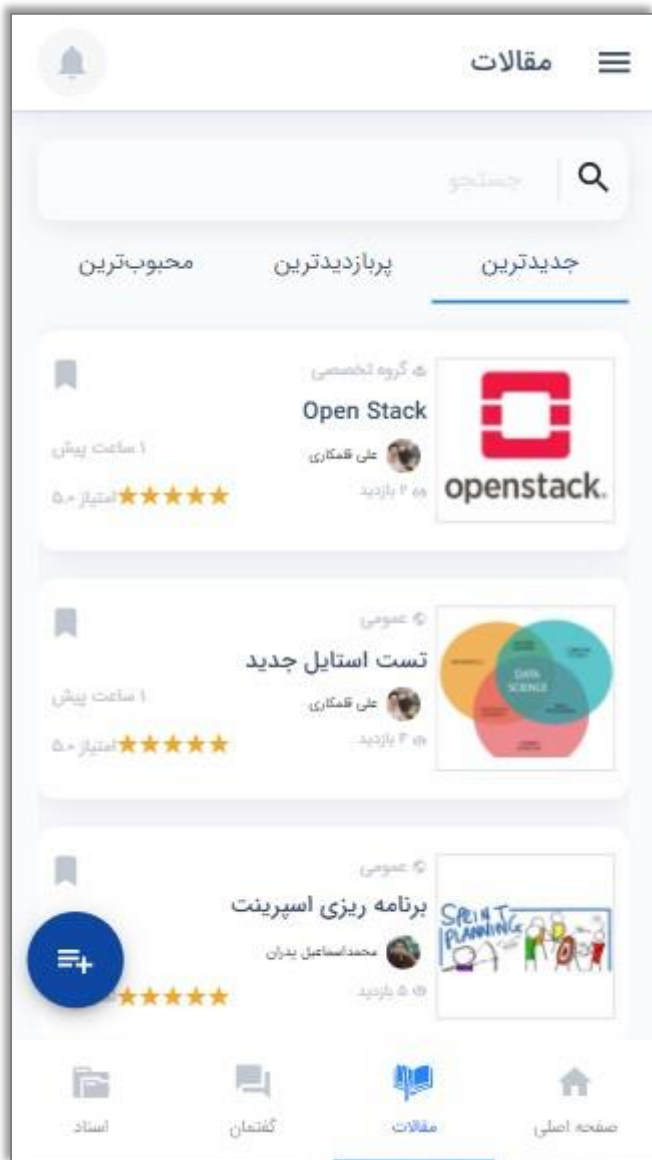 مقالات
جستجو
جدیدترین
پربازدیدترین
محبوب‌ترین
گروه تخصصی
Open Stack
علی قلمکاری
۱ ساعت پیش
۲ بازدید
امتیاز ۵.۰
openstack.
عمومی
تست استایل جدید
علی قلمکاری
۱ ساعت پیش
۳ بازدید
امتیاز ۵.۰
DATA
SCIENCE
عمومی
برنامه ریزی اسپرینت
محمداسماعیل پدران
۵ بازدید
SPRINT
PLANNING
صفحه اصلی
مقالات
گفتمان
اسناد